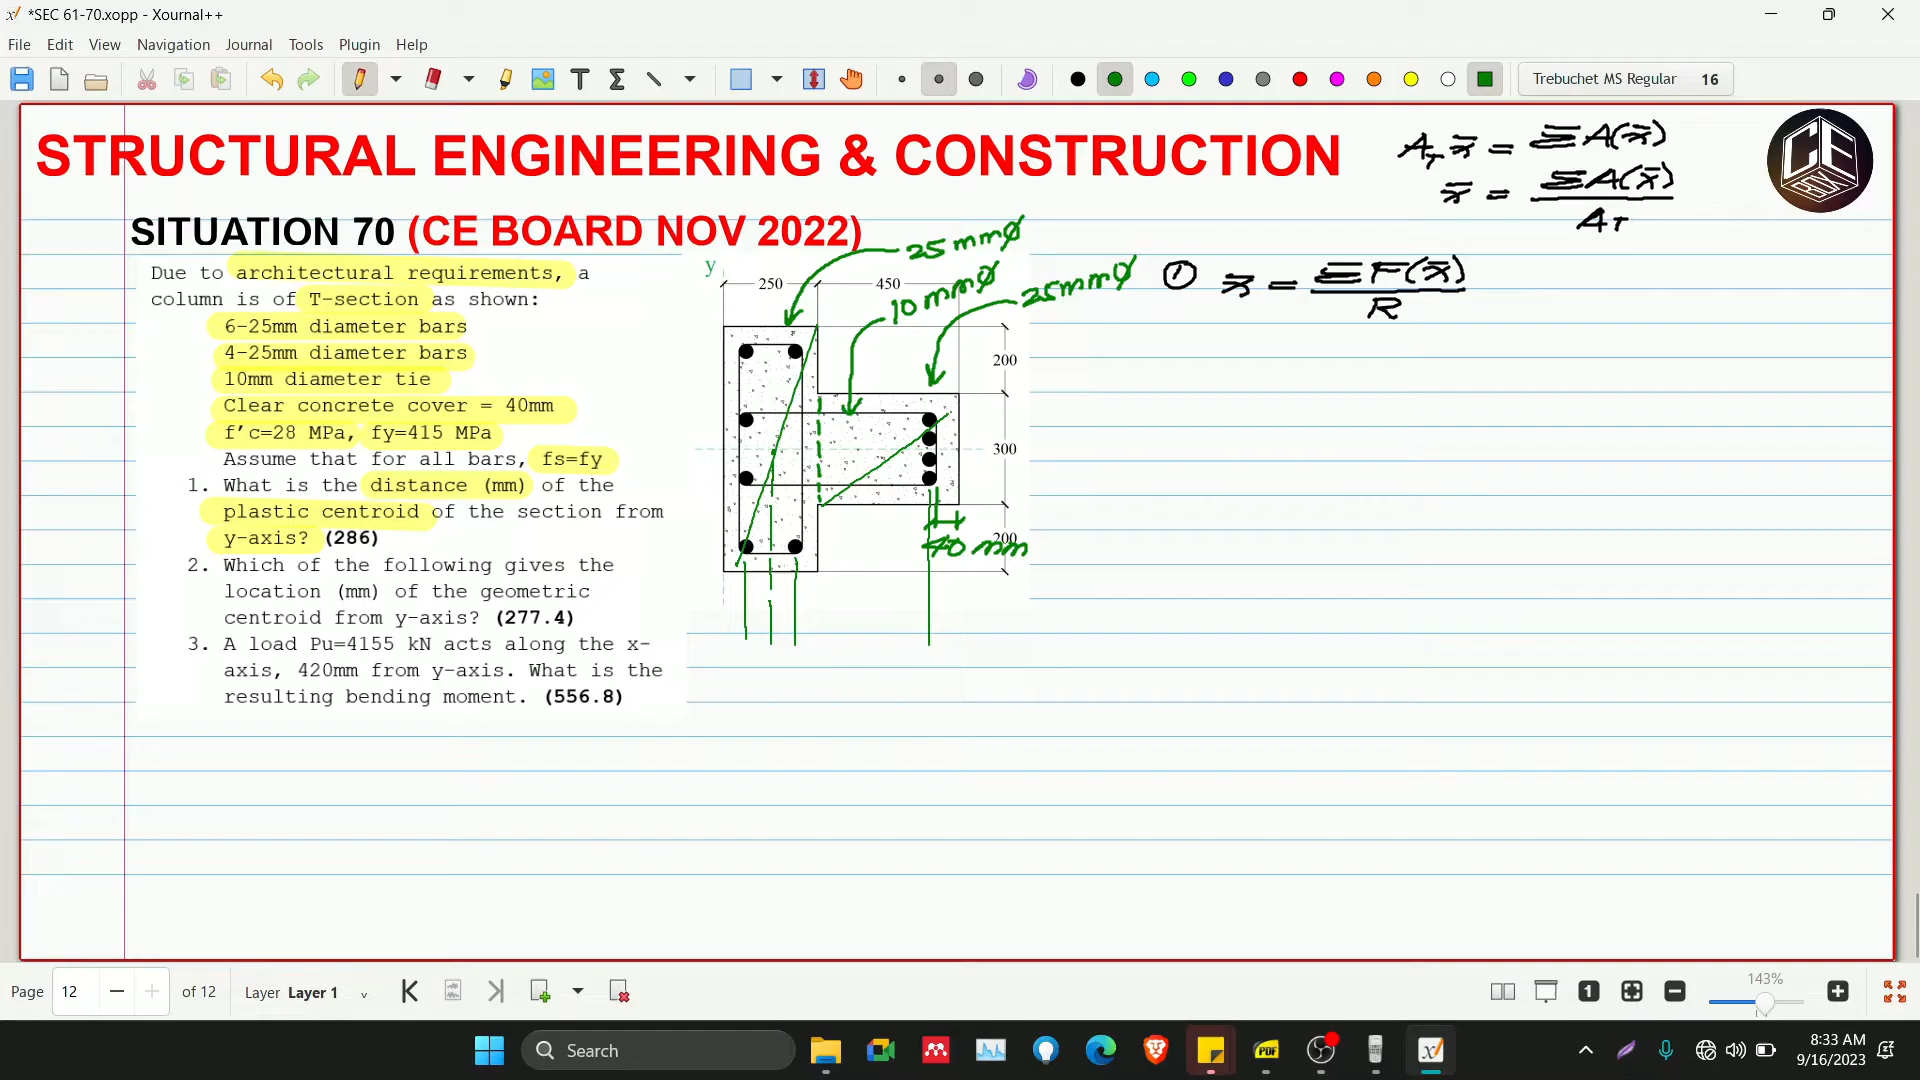 *SEC 61-70.xopp - Xournal++
File Edit View Navigation Journal Tools Plugin Help
Trebuchet MS Regular 16
STRUCTURAL ENGINEERING & CONSTRUCTION
SITUATION 70 (CE BOARD NOV 2022)
Due to architectural requirements, a
column is of T-section as shown:
6-25mm diameter bars
4-25mm diameter bars
10mm diameter tie
Clear concrete cover = 40mm
f'c=28 MPa, fy=415 MPa
Assume that for all bars, fs=fy
1. What is the distance (mm) of the
plastic centroid of the section from
y-axis? (286)
2. Which of the following gives the
location (mm) of the geometric
centroid from y-axis? (277.4)
3. A load Pu=4155 kN acts along the x-
axis, 420mm from y-axis. What is the
resulting bending moment. (556.8)
y
250
450
25mmø
10mmø
25mmø
200
300
200
40 mm
A_T x̄ = ΣA(x̄)
x̄ = ΣA(x̄)
A_T
① x̄ = ΣF(x̄)
R
CE
Page 12 of 12 Layer Layer 1
143%
Search
PDF
8:33 AM
9/16/2023